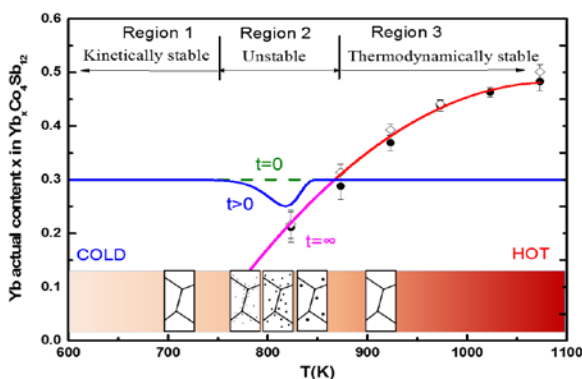 Region 1
Region 2
Region 3
Kinetically stable
Unstable
Thermodynamically stable
t=0
t>0
t=∞
COLD
HOT
Yb actual content x in YbₓCo₄Sb₁₂
0.6
0.5
0.4
0.3
0.2
0.1
0.0
600
700
800
900
1000
1100
T(K)